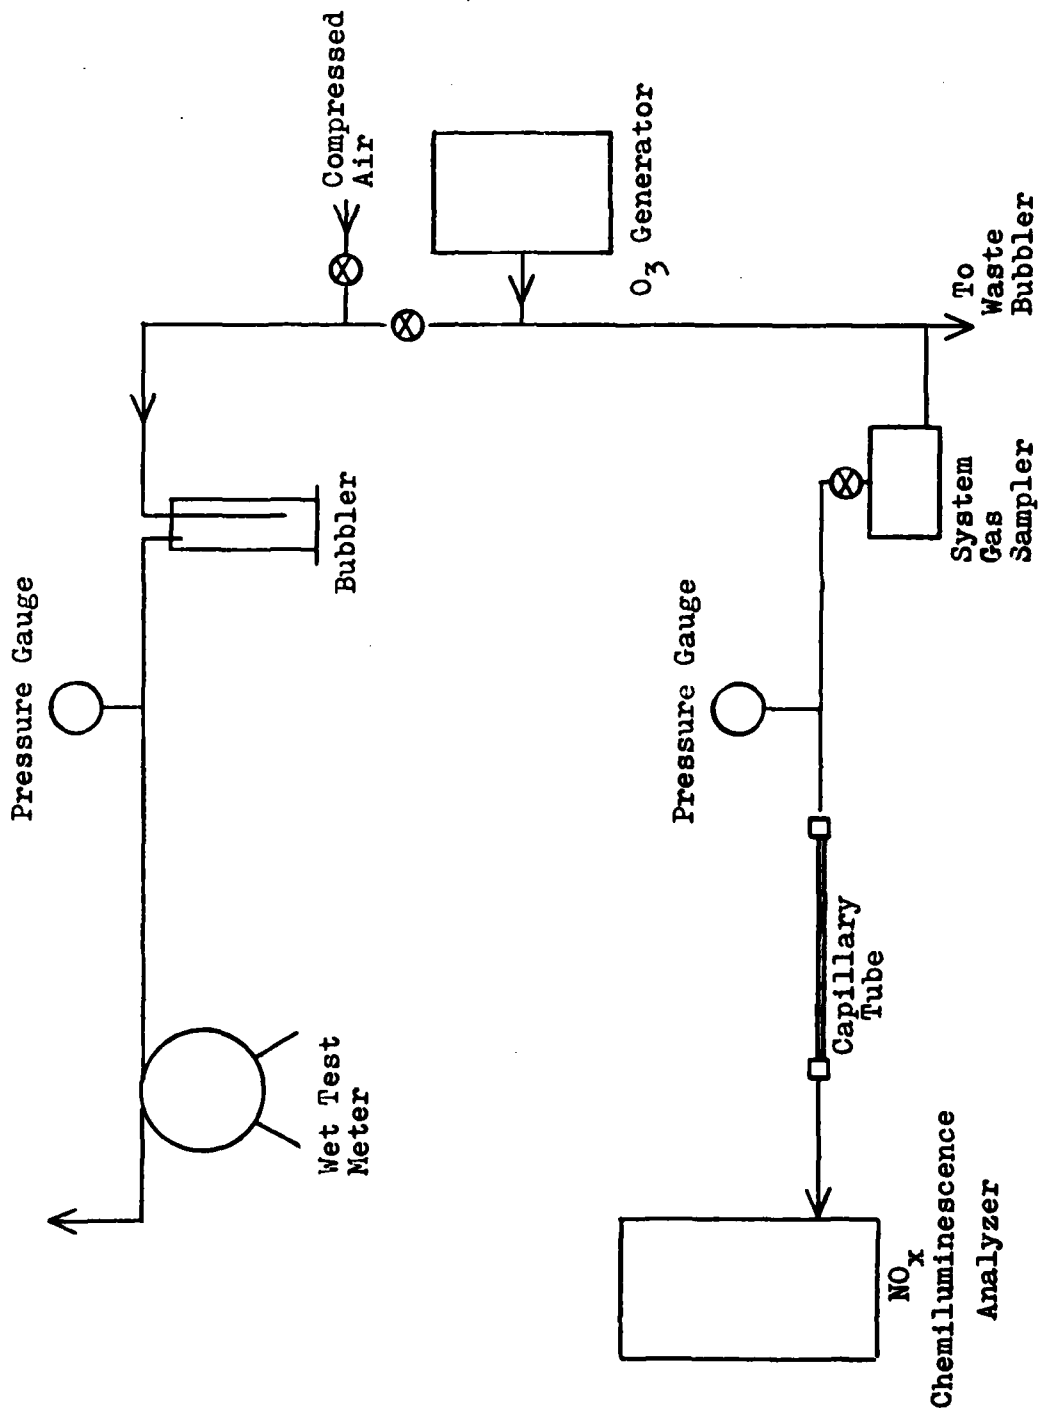 Pressure Gauge
Wet Test
Meter
Bubbler
Compressed
Air
O₃ Generator
To
Waste
Bubbler
Pressure Gauge
System
Gas
Sampler
Capillary
Tube
NOₓ
Chemiluminescence
Analyzer